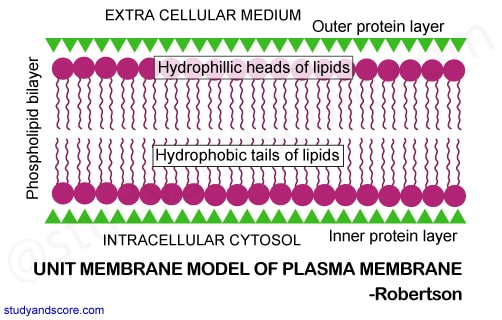 EXTRA CELLULAR MEDIUM
Outer protein layer
Hydrophillic heads of lipids
Phospholipid bilayer
Hydrophobic tails of lipids
INTRACELLULAR CYTOSOL
Inner protein layer
UNIT MEMBRANE MODEL OF PLASMA MEMBRANE
-Robertson
studyandscore.com